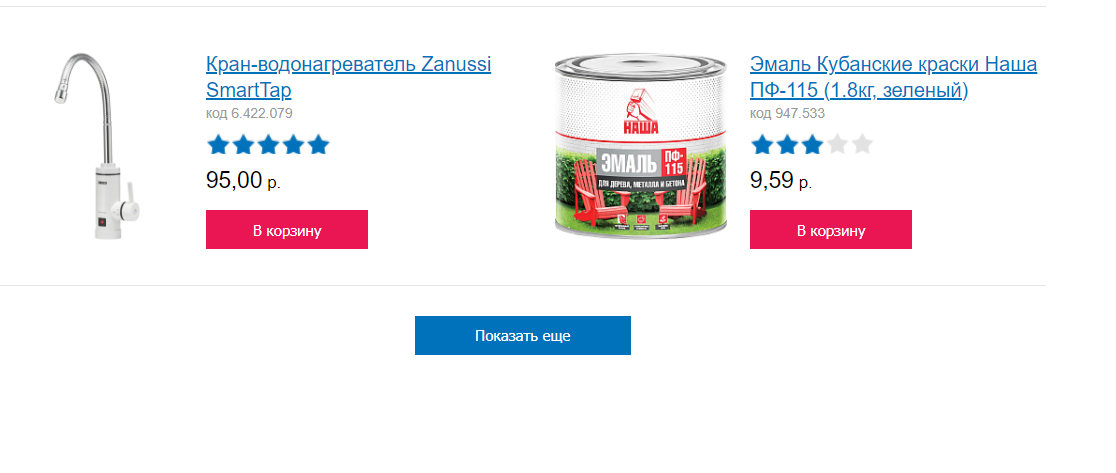 Кран-водонагреватель Zanussi
SmartTap
код 6.422.079
95,00 р.
В корзину
НАША
ЭМАЛЬ
ПФ-
115
ДЛЯ ДЕРЕВА, МЕТАЛЛА И БЕТОНА
Эмаль Кубанские краски Наша
ПФ-115 (1.8кг, зеленый)
код 947.533
9,59 р.
В корзину
Показать еще